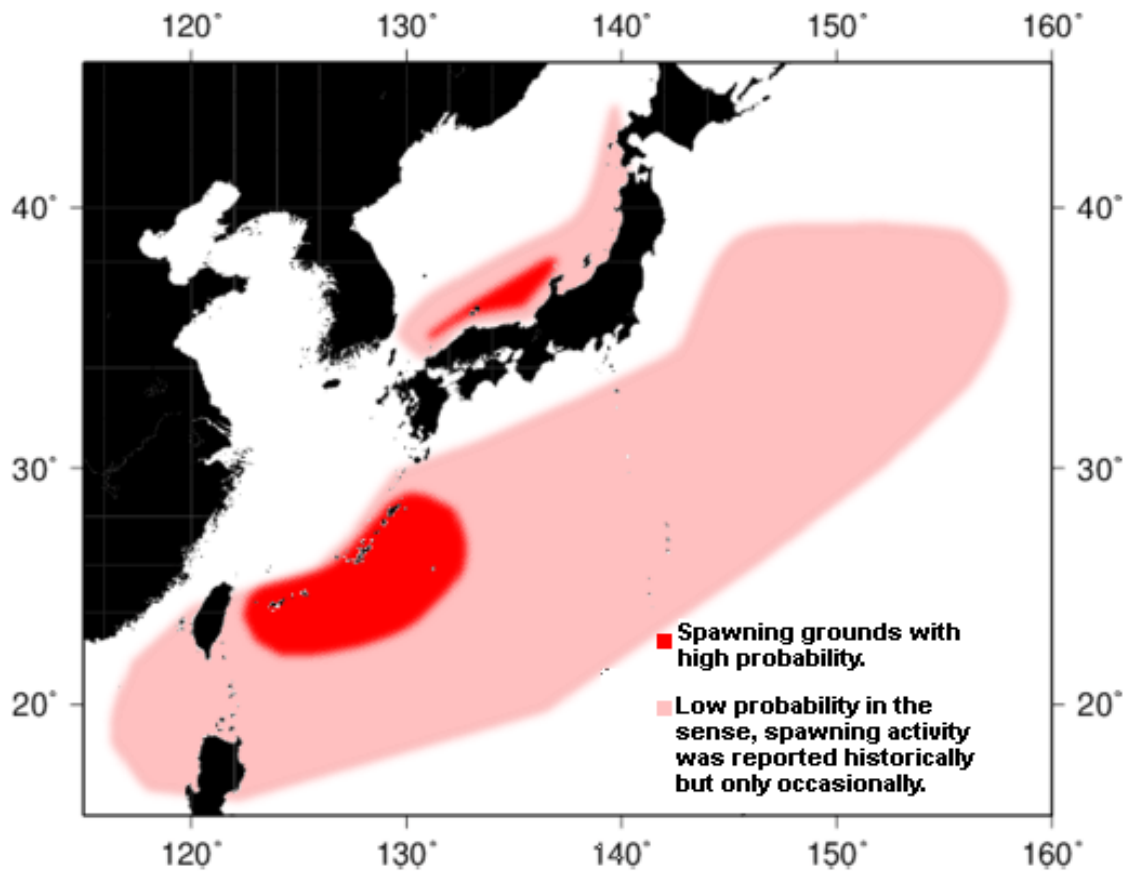 120° 130° 140° 150° 160°
40° 40°
30° 30°
Spawning grounds with
high probability.
20° 20°
Low probability in the
sense, spawning activity
was reported historically
but only occasionally.
120° 130° 140° 150° 160°